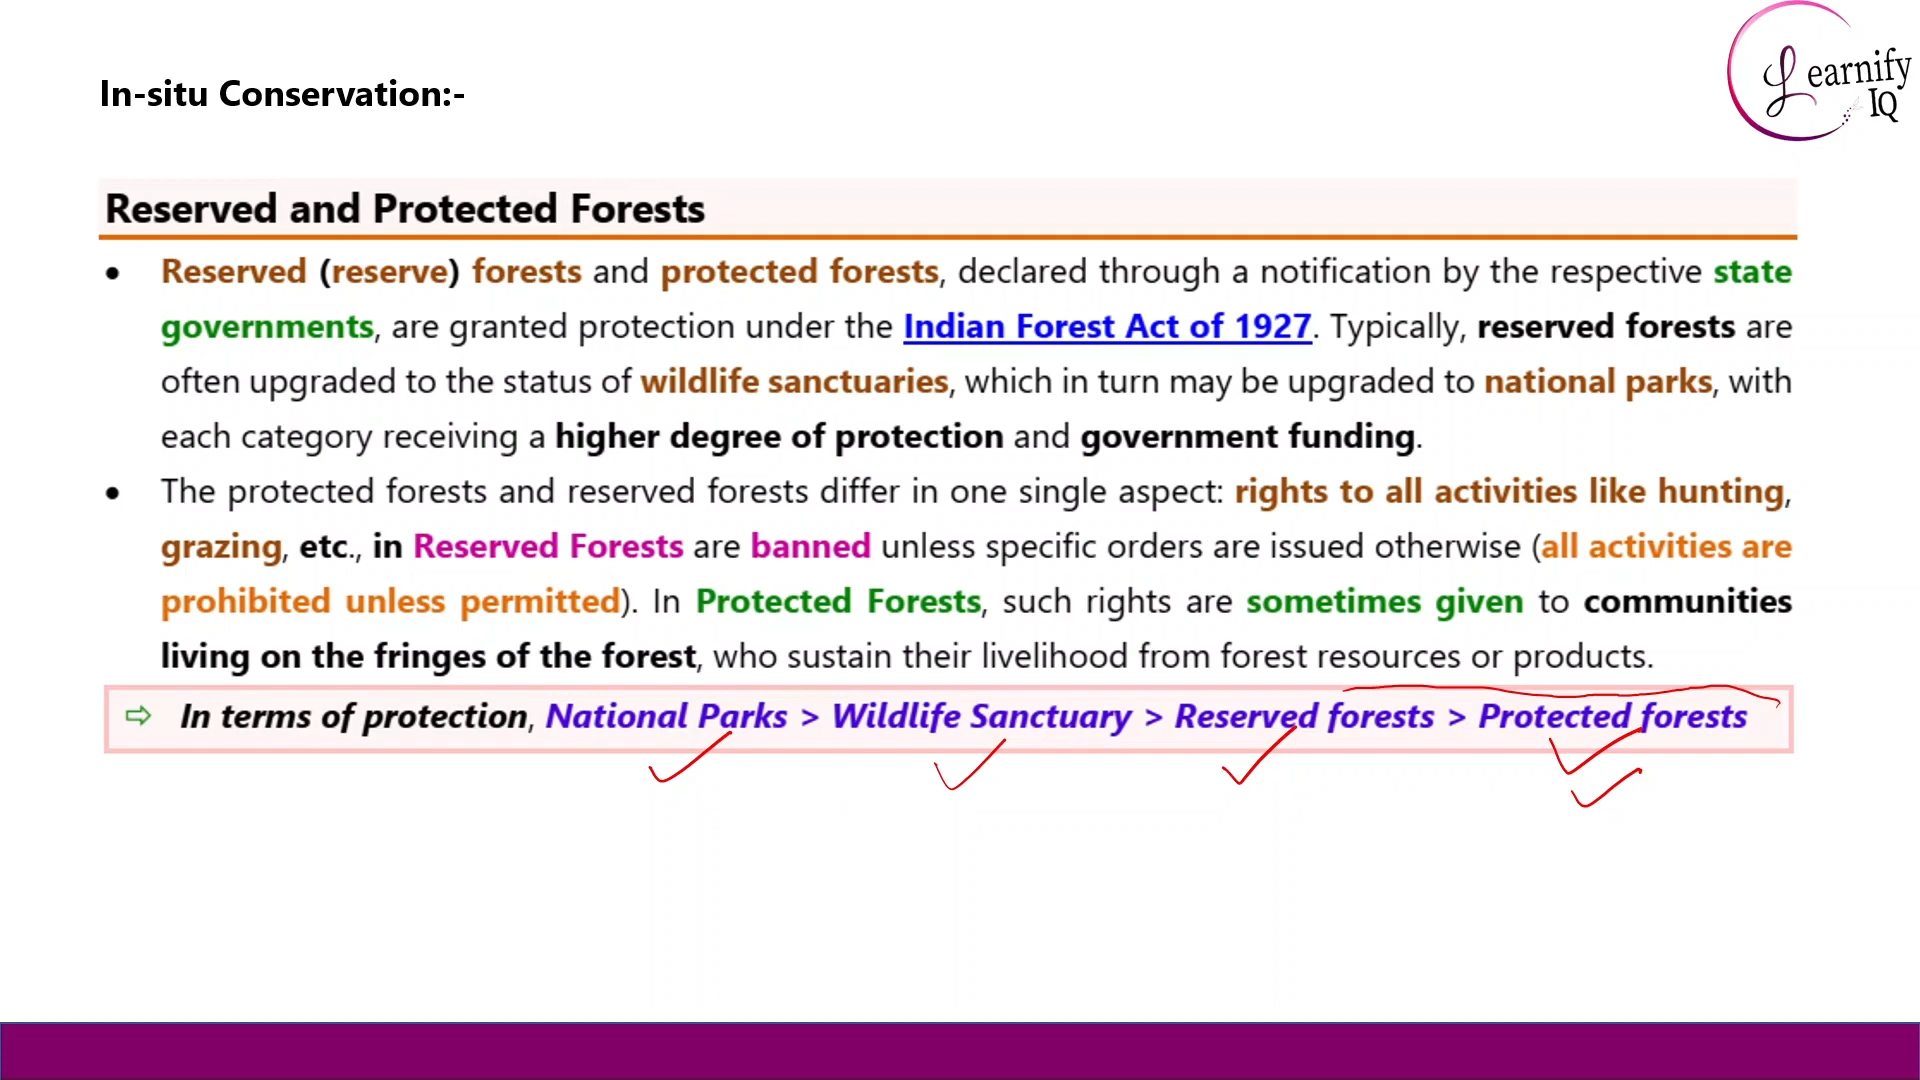 Learnify
IQ
In-situ Conservation:-
Reserved and Protected Forests
• Reserved (reserve) forests and protected forests, declared through a notification by the respective state
governments, are granted protection under the Indian Forest Act of 1927. Typically, reserved forests are
often upgraded to the status of wildlife sanctuaries, which in turn may be upgraded to national parks, with
each category receiving a higher degree of protection and government funding.
• The protected forests and reserved forests differ in one single aspect: rights to all activities like hunting,
grazing, etc., in Reserved Forests are banned unless specific orders are issued otherwise (all activities are
prohibited unless permitted). In Protected Forests, such rights are sometimes given to communities
living on the fringes of the forest, who sustain their livelihood from forest resources or products.
⇨ In terms of protection, National Parks > Wildlife Sanctuary > Reserved forests > Protected forests